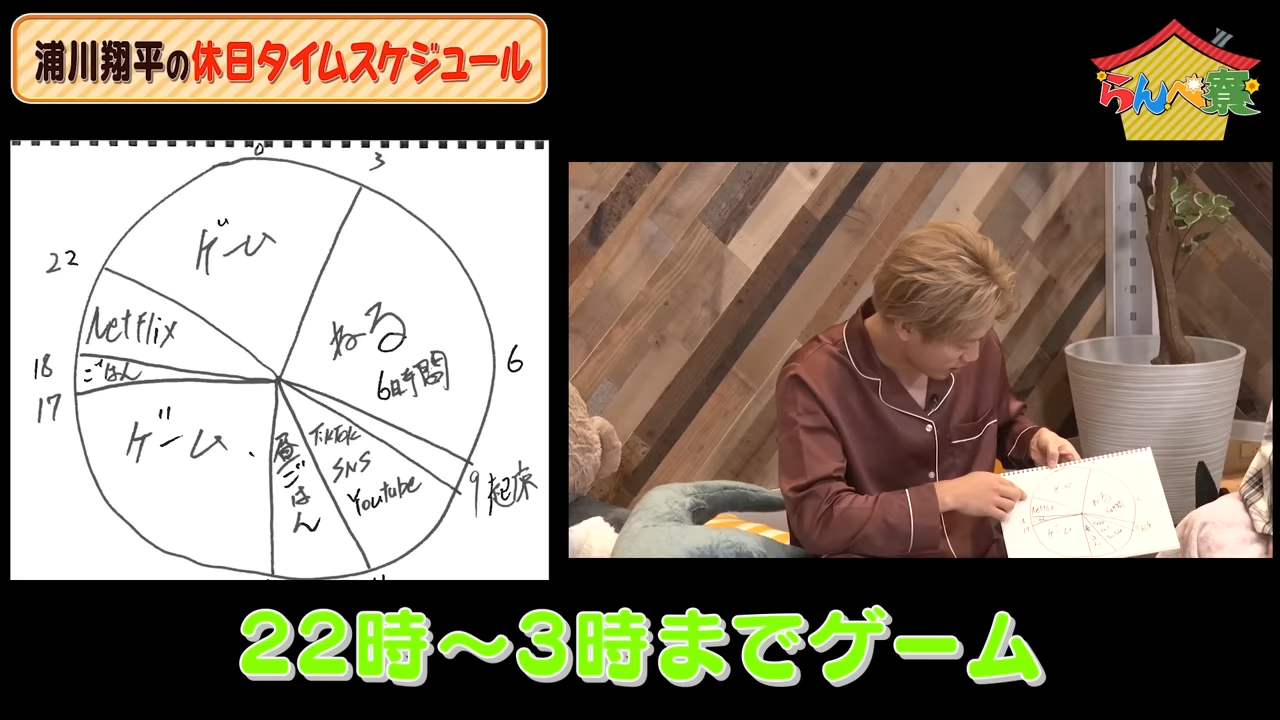 浦川翔平の休日タイムスケジュール
らんぺ寮
0
3
ゲーム
22
Netflix
ねる
6時間
6
18
ごはん
17
ゲーム
昼ごはん
TikTok
SNS
Youtube
9起床
22時～3時までゲーム